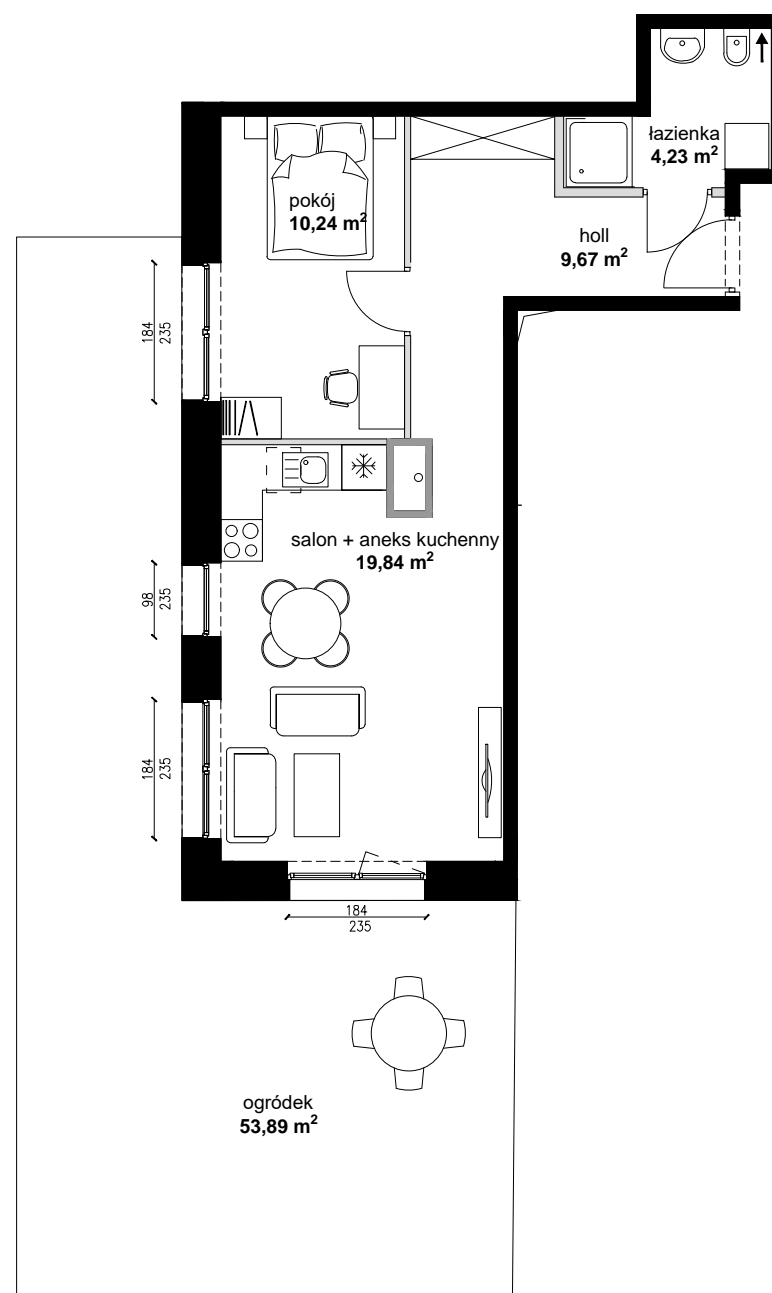 łazienka
4,23 m²
pokój
10,24 m²
holl
9,67 m²
184
235
salon + aneks kuchenny
19,84 m²
98
235
184
235
184
235
ogródek
53,89 m²